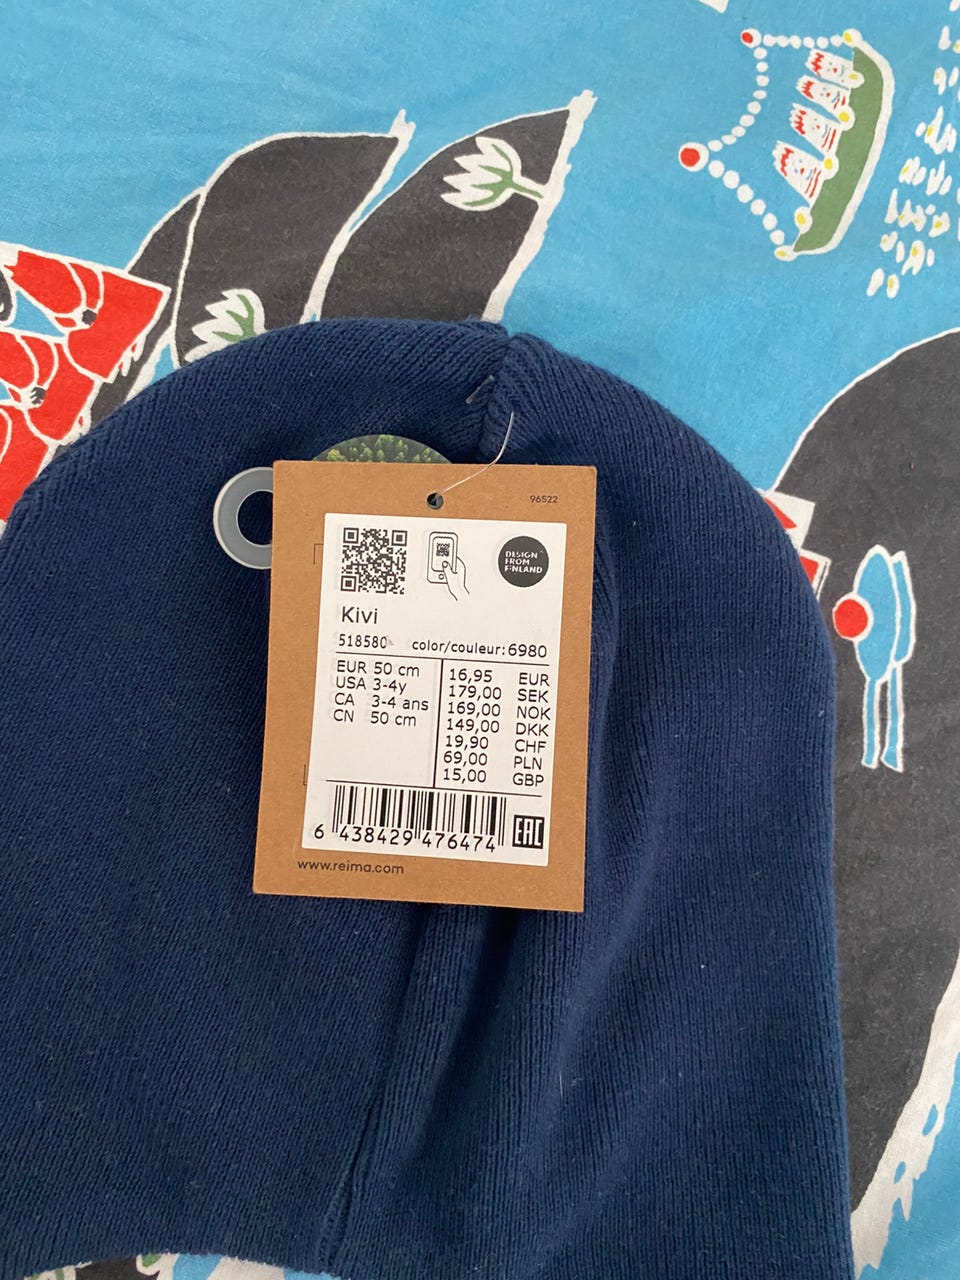 96522
DESIGN
FROM
FINLAND
Kivi
518580 color/couleur: 6980
EUR 50 cm
USA 3-4y
CA 3-4 ans
CN 50 cm
16,95 EUR
179,00 SEK
169,00 NOK
149,00 DKK
19,90 CHF
69,00 PLN
15,00 GBP
6 438429 476474
EAC
www.reima.com